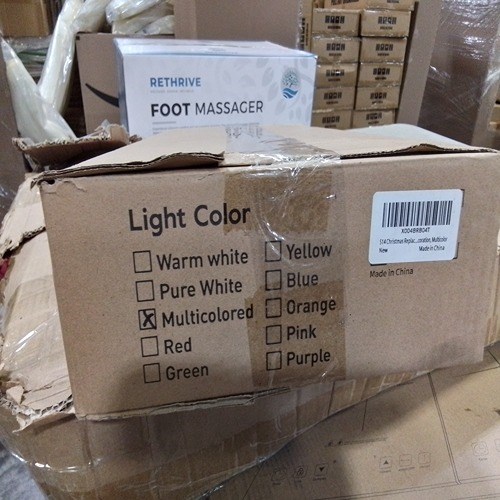 RETHRIVE
FOOT MASSAGER
Light Color
Warm white
Pure White
X Multicolored
Red
Green
Yellow
Blue
Orange
Pink
Purple
New
Made in China
Made in China